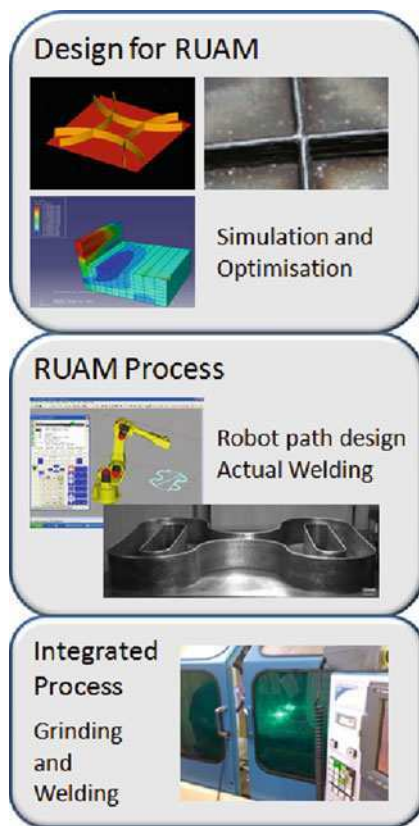 Design for RUAM
Simulation and
Optimisation
RUAM Process
Robot path design
Actual Welding
Integrated
Process
Grinding
and
Welding